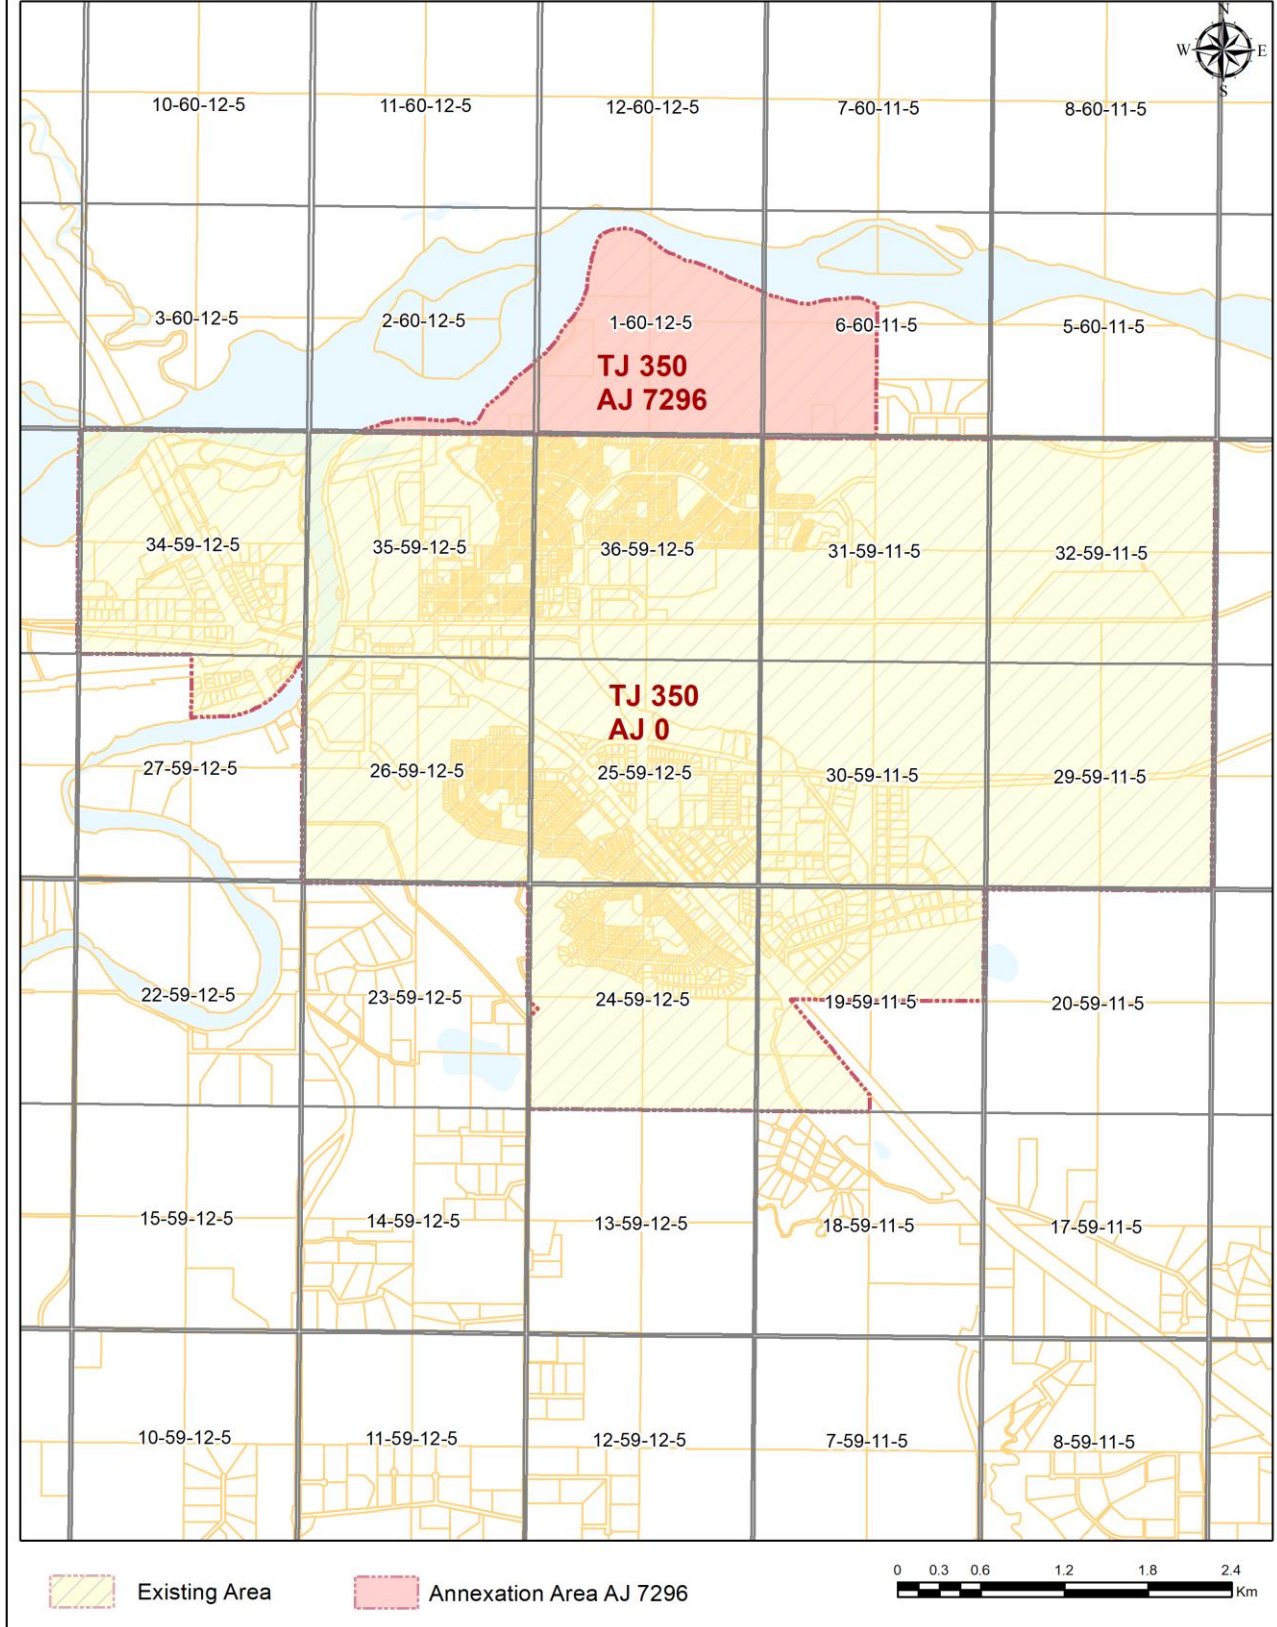 N
W E
S
10-60-12-5 11-60-12-5 12-60-12-5 7-60-11-5 8-60-11-5
3-60-12-5 2-60-12-5 1-60-12-5 6-60-11-5 5-60-11-5
TJ 350
AJ 7296
34-59-12-5 35-59-12-5 36-59-12-5 31-59-11-5 32-59-11-5
TJ 350
AJ 0
27-59-12-5 26-59-12-5 25-59-12-5 30-59-11-5 29-59-11-5
22-59-12-5 23-59-12-5 24-59-12-5 19-59-11-5 20-59-11-5
15-59-12-5 14-59-12-5 13-59-12-5 18-59-11-5 17-59-11-5
10-59-12-5 11-59-12-5 12-59-12-5 7-59-11-5 8-59-11-5
Existing Area Annexation Area AJ 7296
0 0.3 0.6 1.2 1.8 2.4
Km